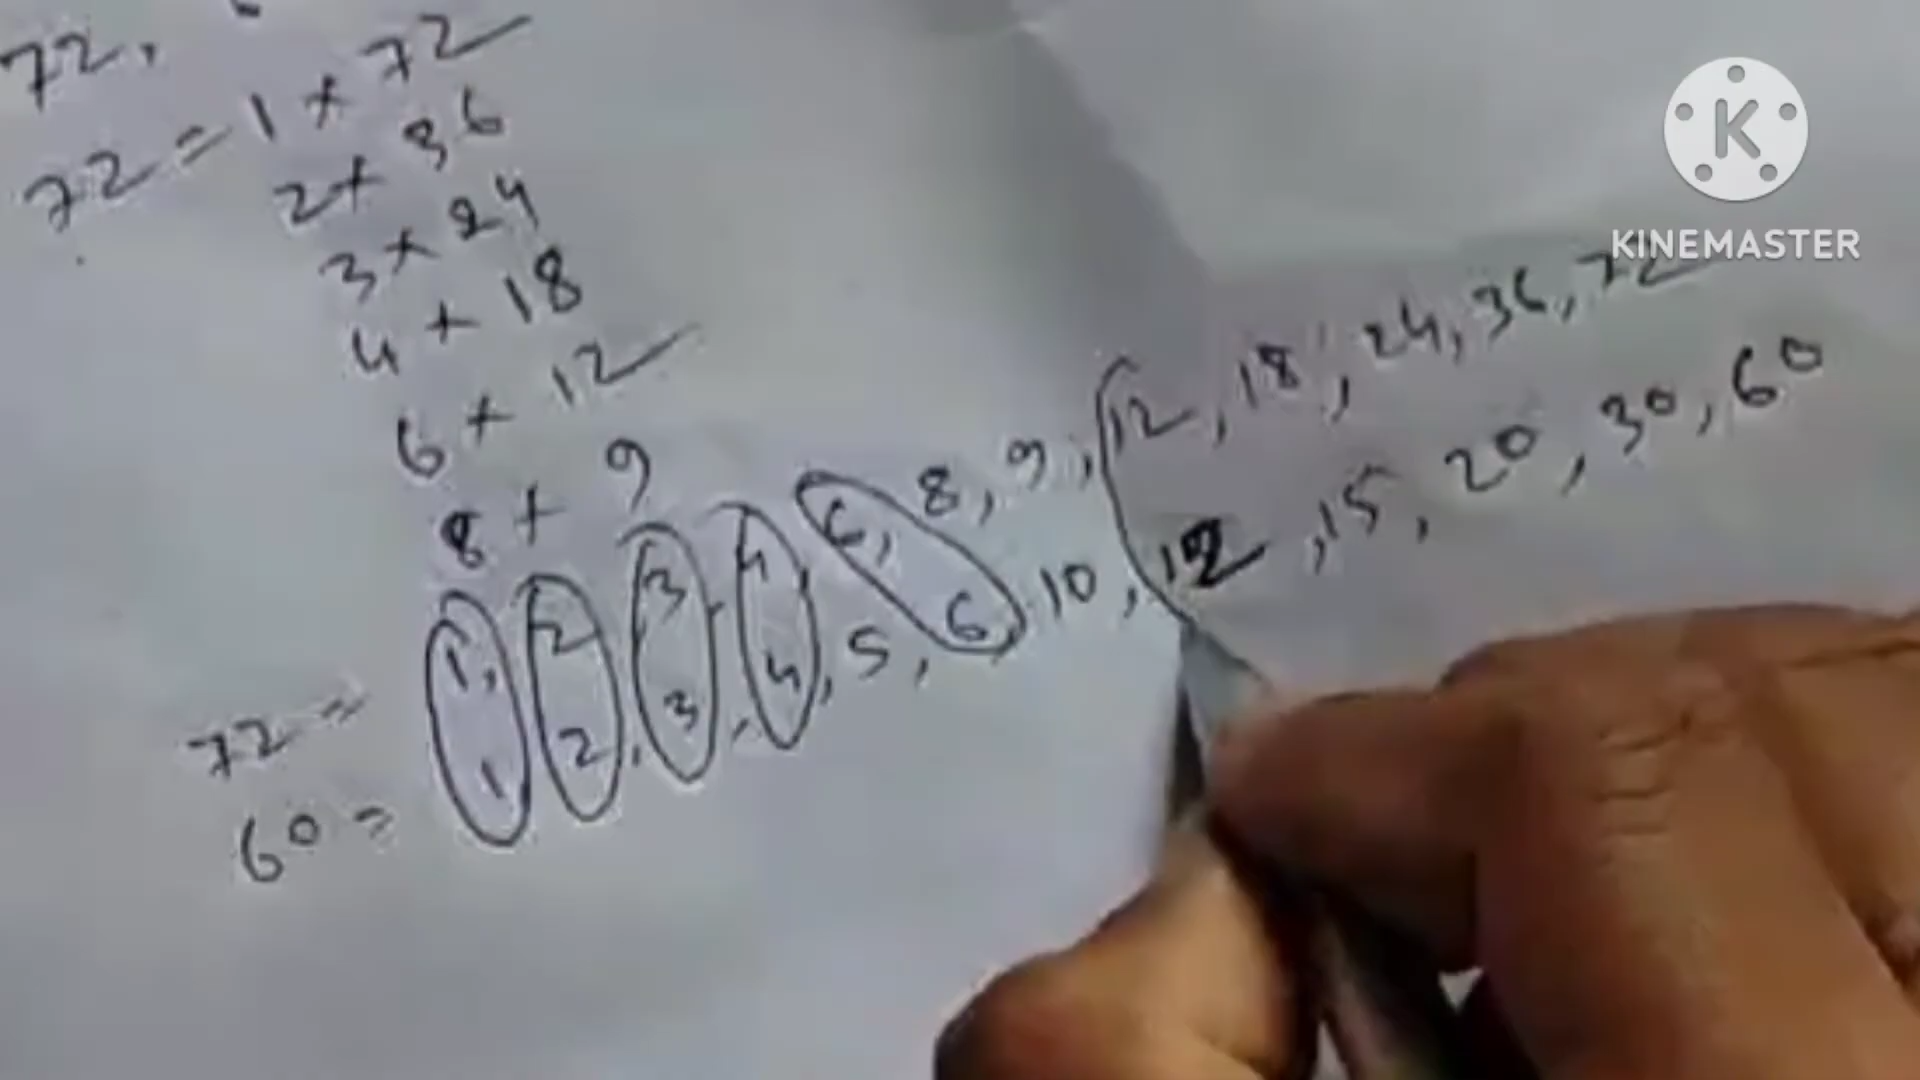 72,
72 = 1 × 72
2 × 36
3 × 24
4 × 18
6 × 12
8 × 9
72 = 1, 2, 3, 4, 6, 8, 9, 12, 18, 24, 36, 72
60 = 1, 2, 3, 4, 5, 6, 10, 12, 15, 20, 30, 60
K
KINEMASTER